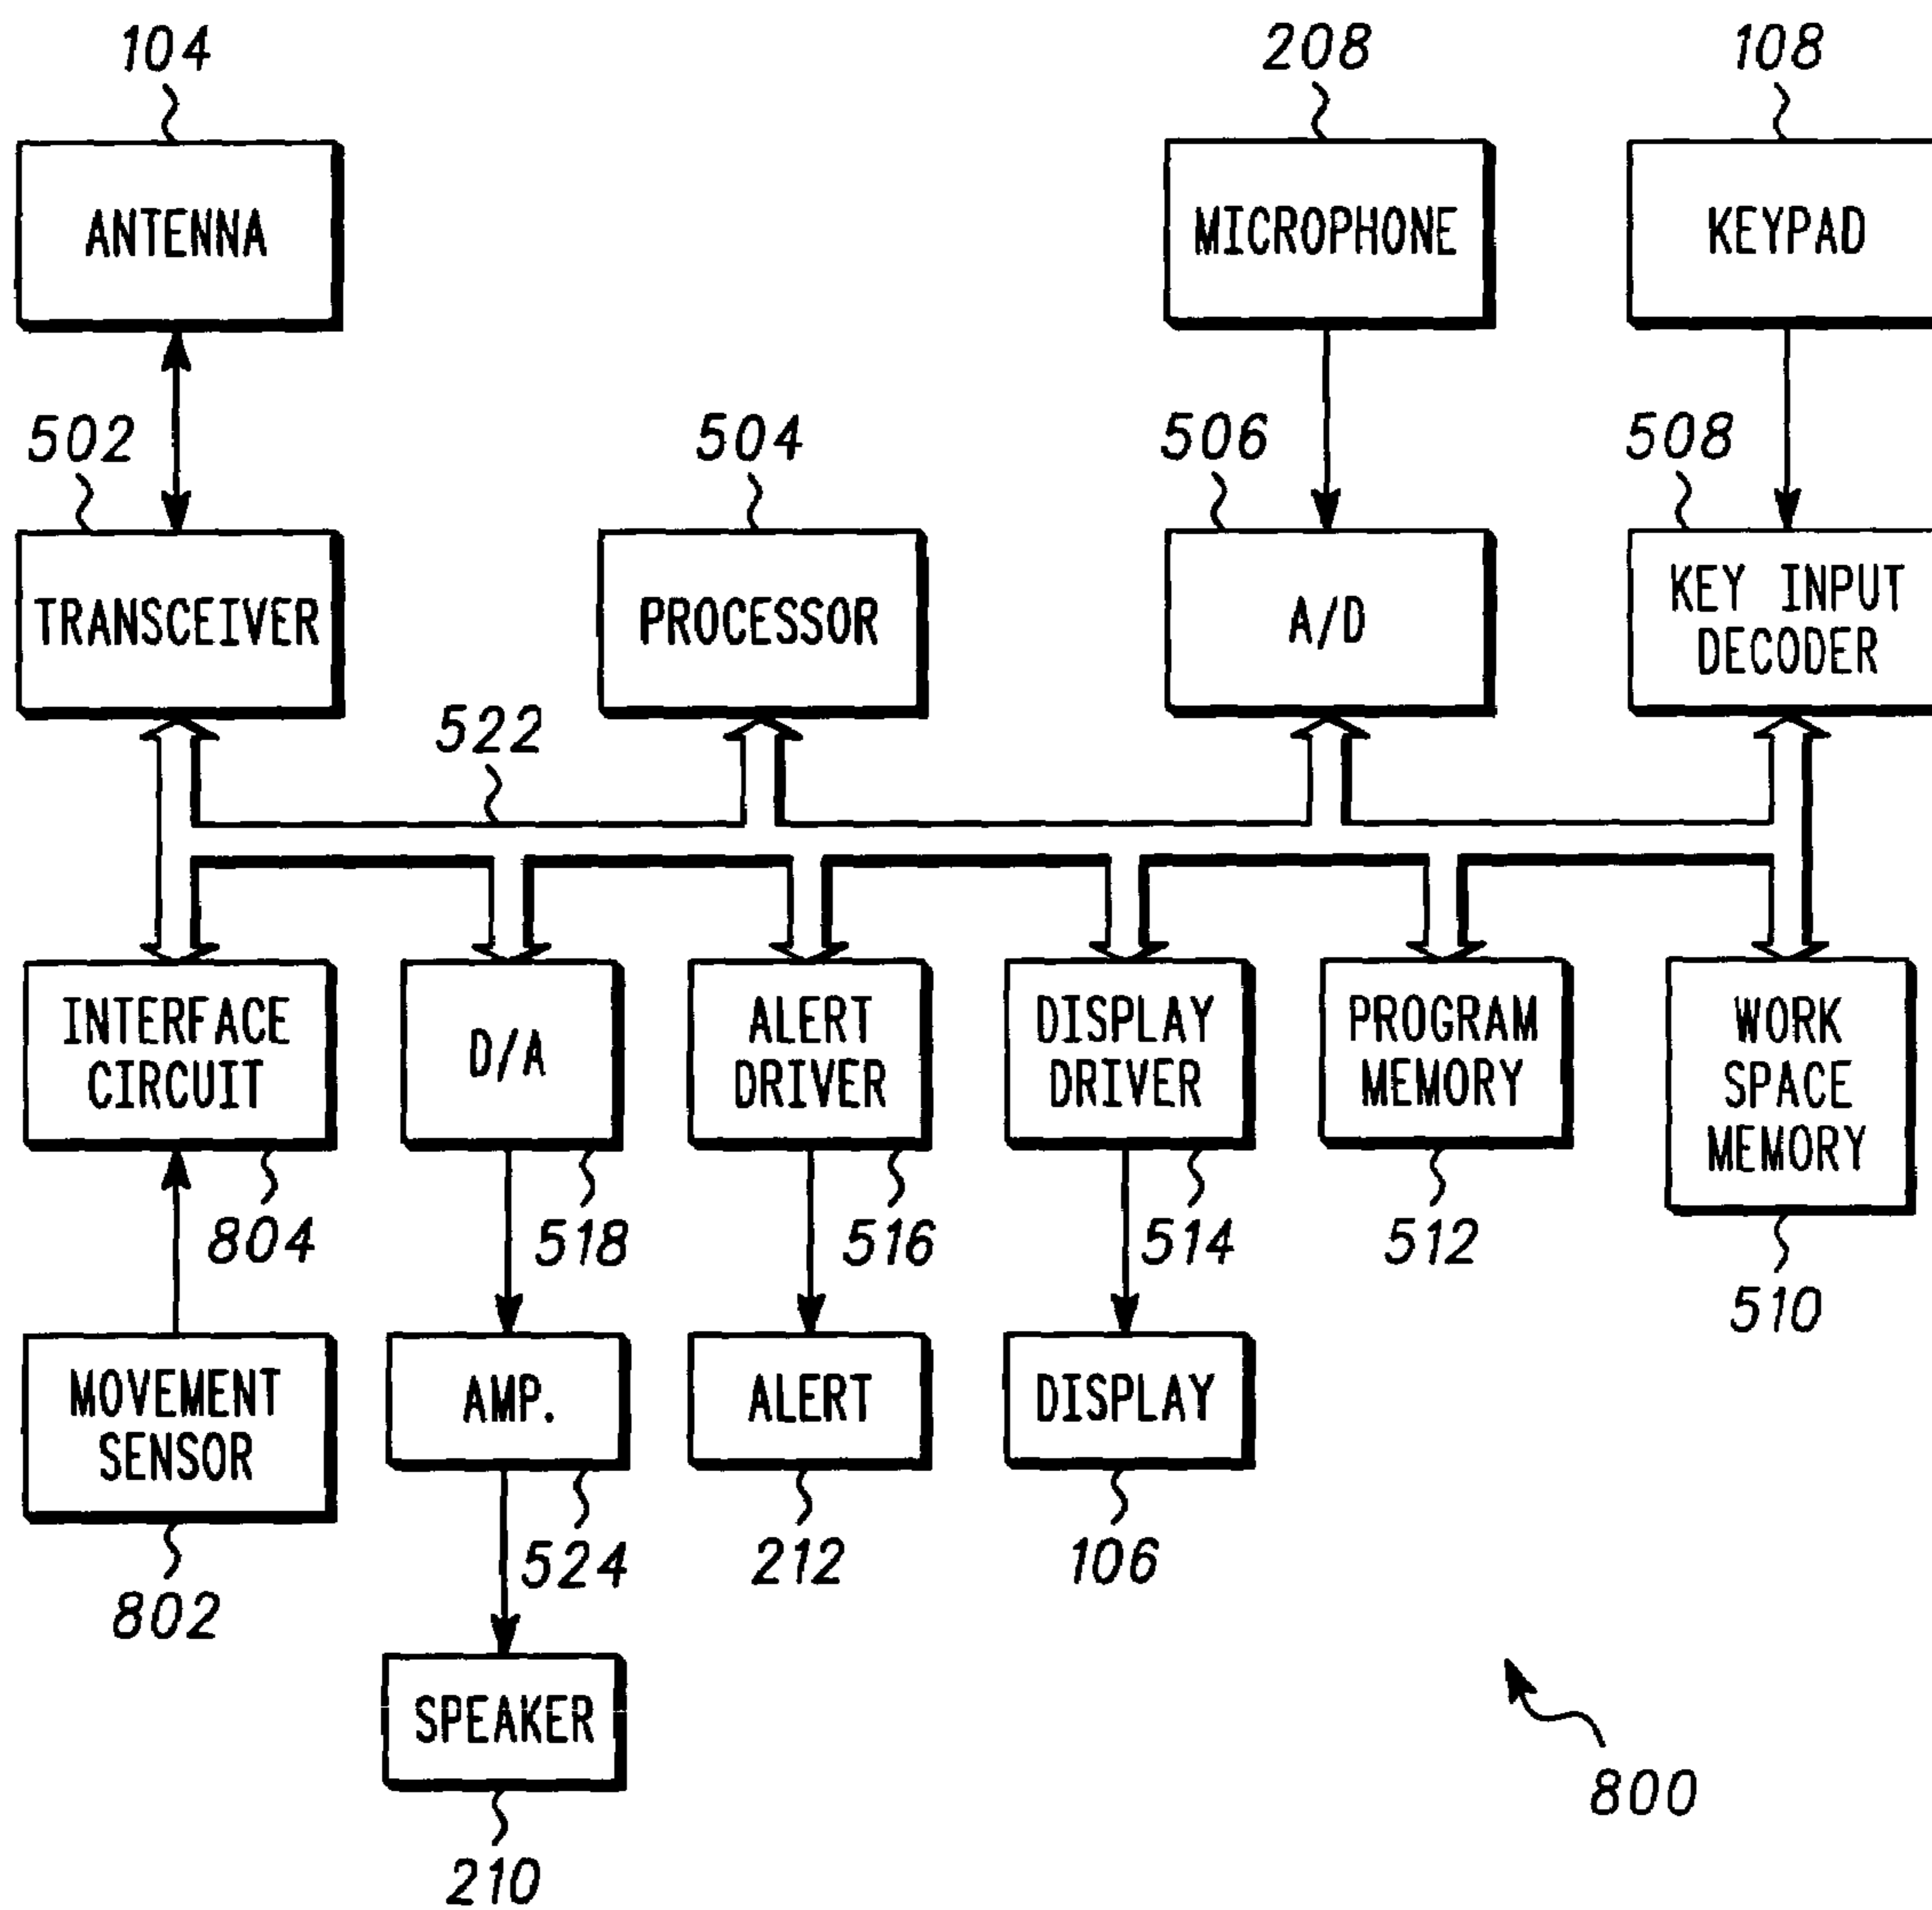 104
208
108
ANTENNA
MICROPHONE
KEYPAD
502
504
506
508
TRANSCEIVER
PROCESSOR
A/D
KEY INPUT
DECODER
522
INTERFACE
CIRCUIT
D/A
ALERT
DRIVER
DISPLAY
DRIVER
PROGRAM
MEMORY
WORK
SPACE
MEMORY
804
518
516
514
512
510
MOVEMENT
SENSOR
AMP.
ALERT
DISPLAY
802
524
212
106
SPEAKER
210
800